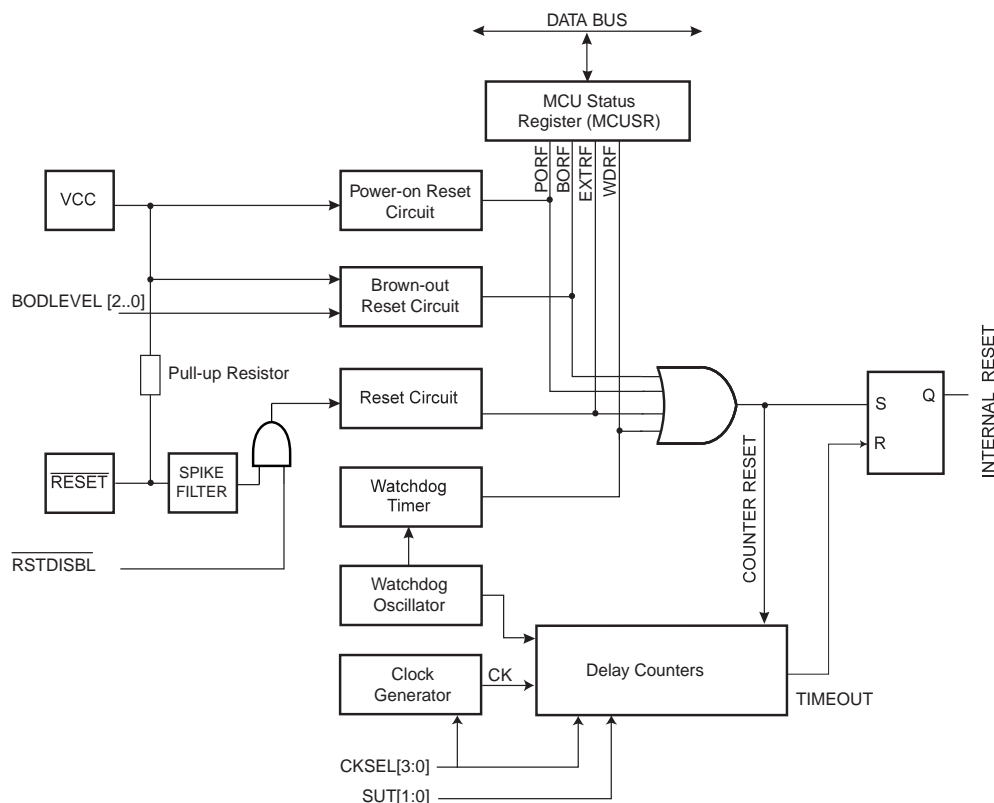 DATA BUS
MCU Status
Register (MCUSR)
PORF
BORF
EXTRF
WDRF
VCC
Power-on Reset
Circuit
Brown-out
Reset Circuit
BODLEVEL [2..0]
Pull-up Resistor
Reset Circuit
S
Q
R
INTERNAL RESET
RESET
SPIKE
FILTER
COUNTER RESET
Watchdog
Timer
RSTDISBL
Watchdog
Oscillator
Clock
Generator
CK
Delay Counters
TIMEOUT
CKSEL[3:0]
SUT[1:0]